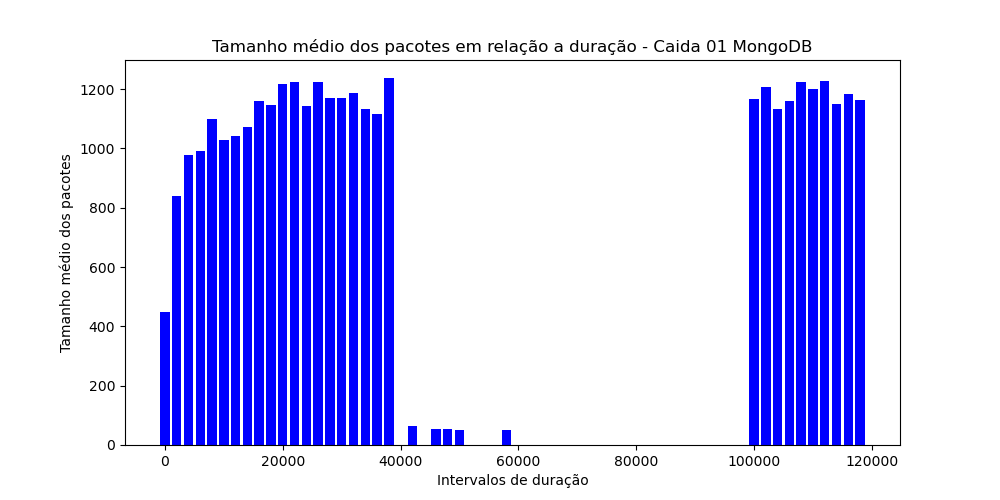 Tamanho médio dos pacotes em relação a duração - Caida 01 MongoDB
Tamanho médio dos pacotes
1200
1000
800
600
400
200
0
0 20000 40000 60000 80000 100000 120000
Intervalos de duração